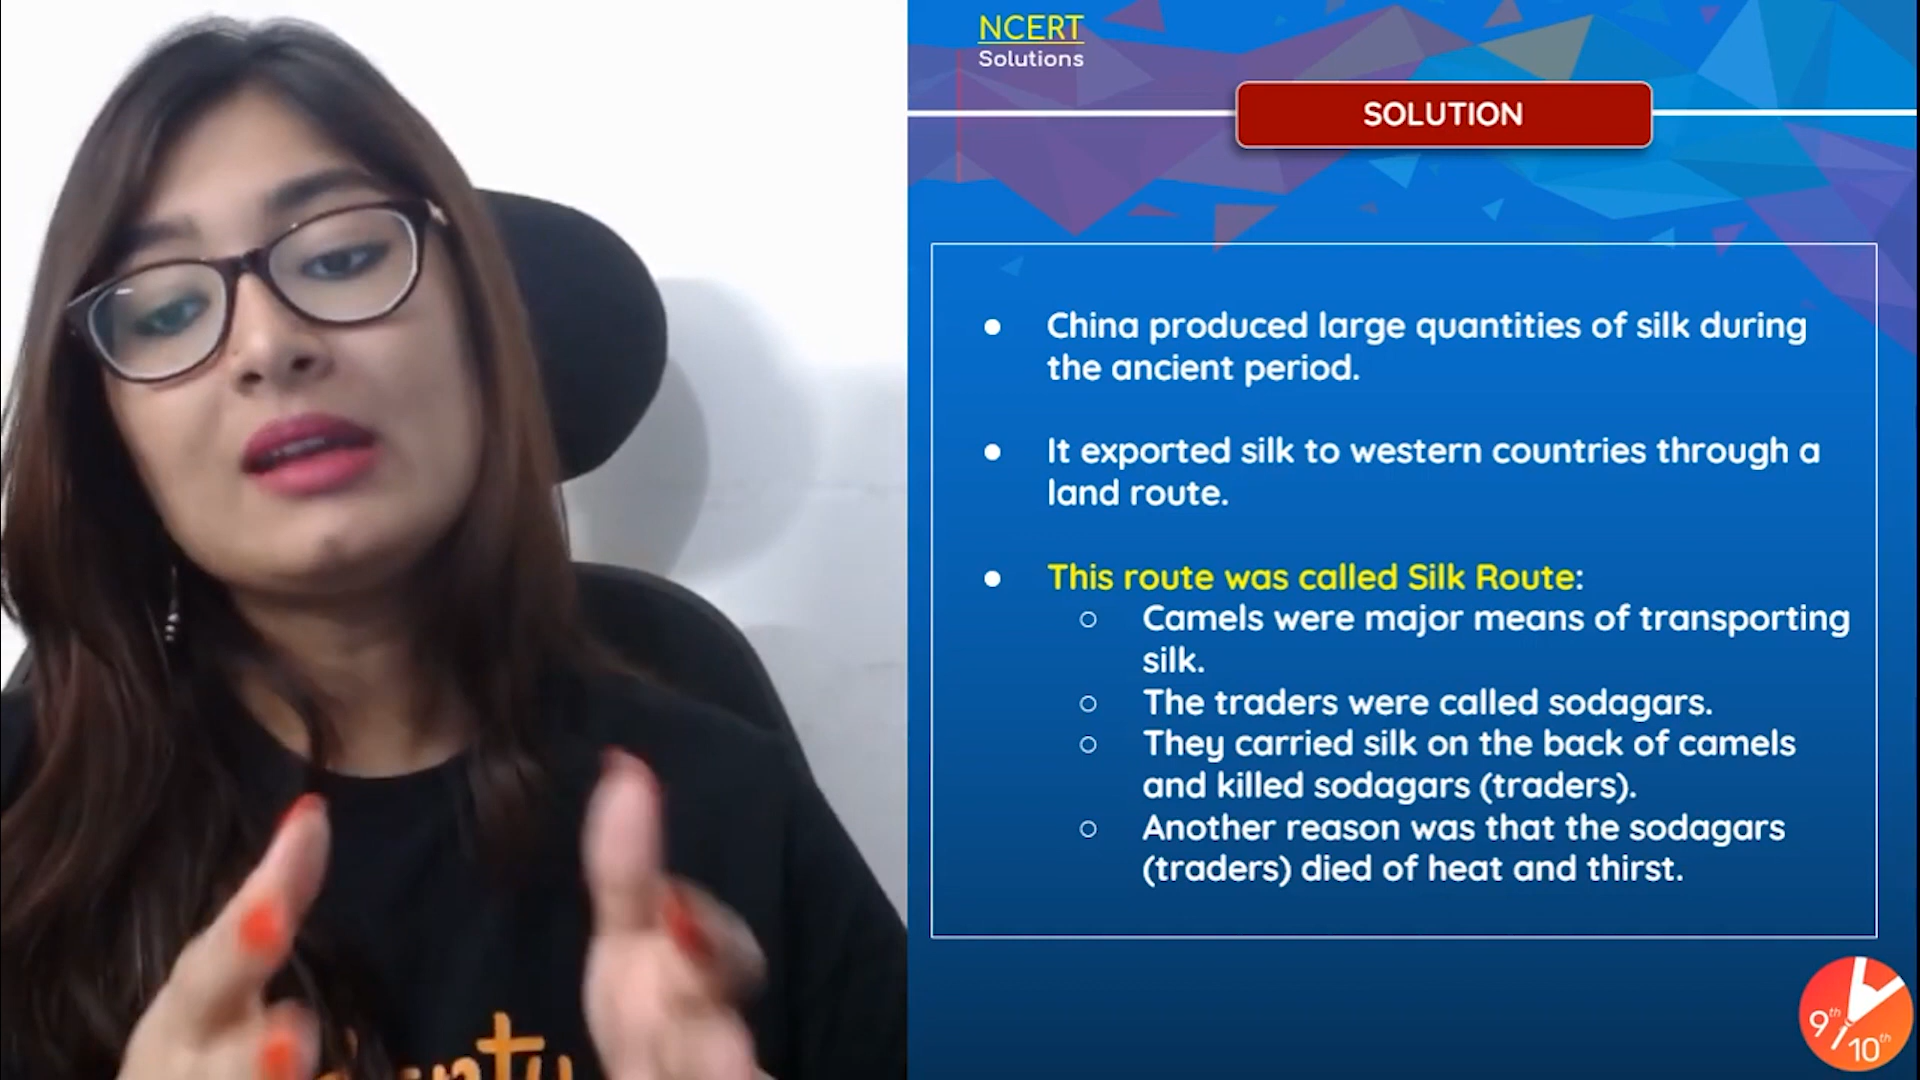 NCERT
Solutions
SOLUTION
● China produced large quantities of silk during
the ancient period.
● It exported silk to western countries through a
land route.
● This route was called Silk Route:
○ Camels were major means of transporting
silk.
○ The traders were called sodagars.
○ They carried silk on the back of camels
and killed sodagars (traders).
○ Another reason was that the sodagars
(traders) died of heat and thirst.
9th
10th